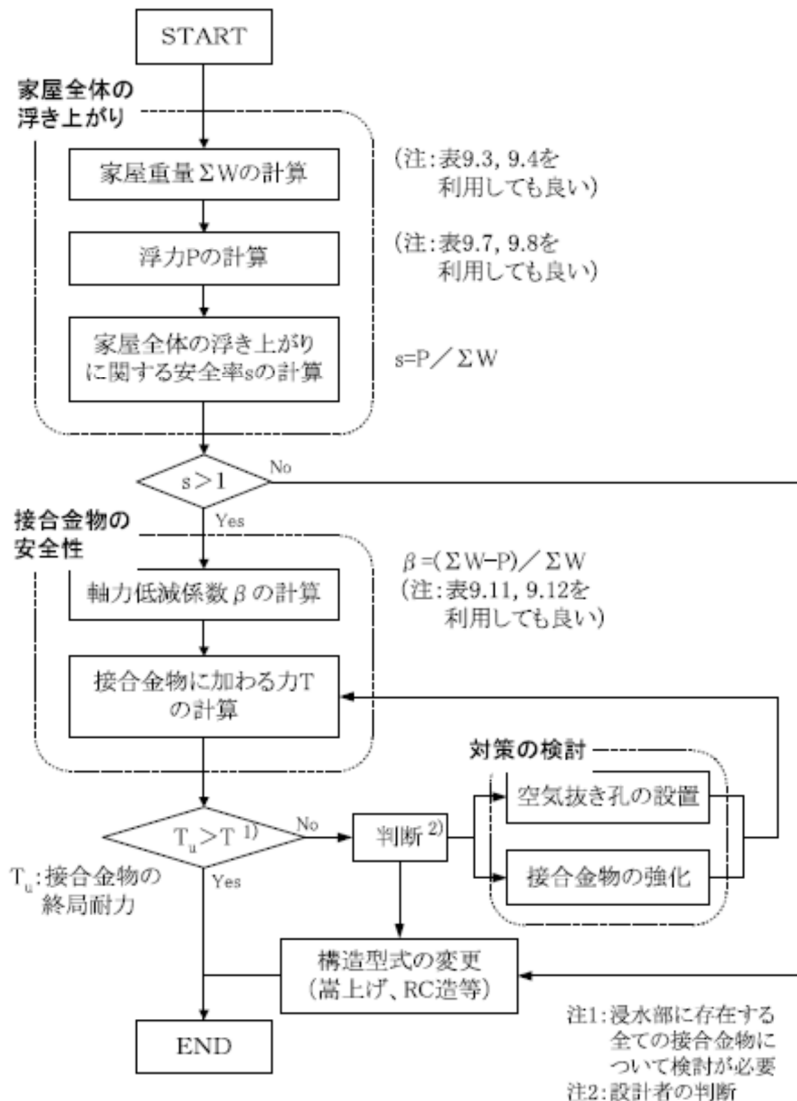 START
家屋全体の
浮き上がり
家屋重量ΣWの計算
(注:表9.3, 9.4を
利用しても良い)
浮力Pの計算
(注:表9.7, 9.8を
利用しても良い)
家屋全体の浮き上がり
に関する安全率sの計算
s=P/ΣW
s>1
No
Yes
接合金物の
安全性
軸力低減係数βの計算
β=(ΣW-P)/ΣW
(注:表9.11, 9.12を
利用しても良い)
接合金物に加わる力T
の計算
対策の検討
空気抜き孔の設置
接合金物の強化
Tu>T 1)
No
判断2)
Yes
Tu:接合金物の
終局耐力
構造型式の変更
(嵩上げ、RC造等)
END
注1:浸水部に存在する
全ての接合金物に
ついて検討が必要
注2:設計者の判断